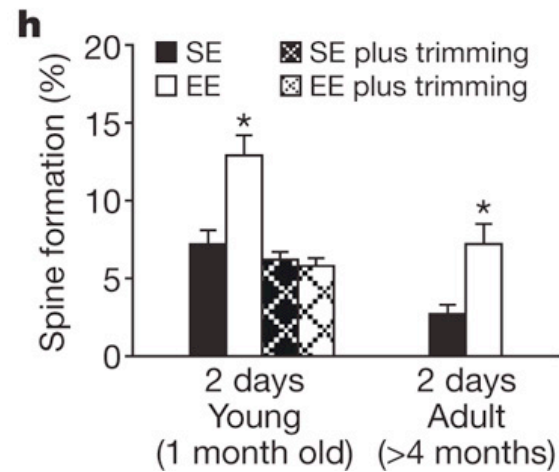 h
Spine formation (%)
20
15
10
5
0
SE
SE plus trimming
EE
EE plus trimming
*
*
2 days
2 days
Young
Adult
(1 month old)
(>4 months)